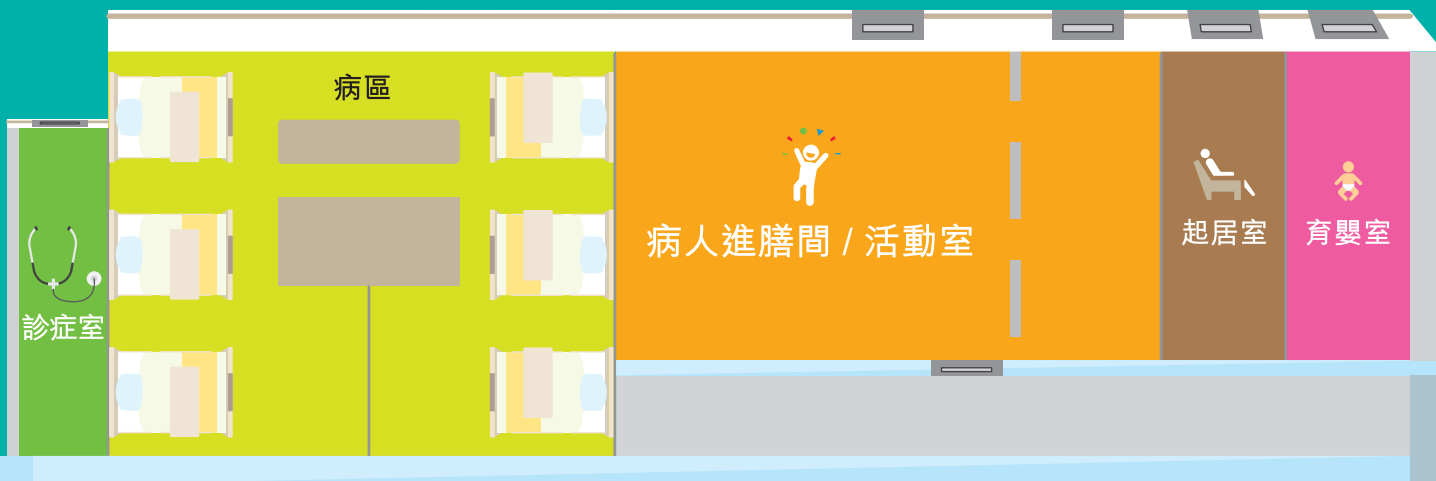 病區
病人進膳間 / 活動室
起居室
育嬰室
診症室